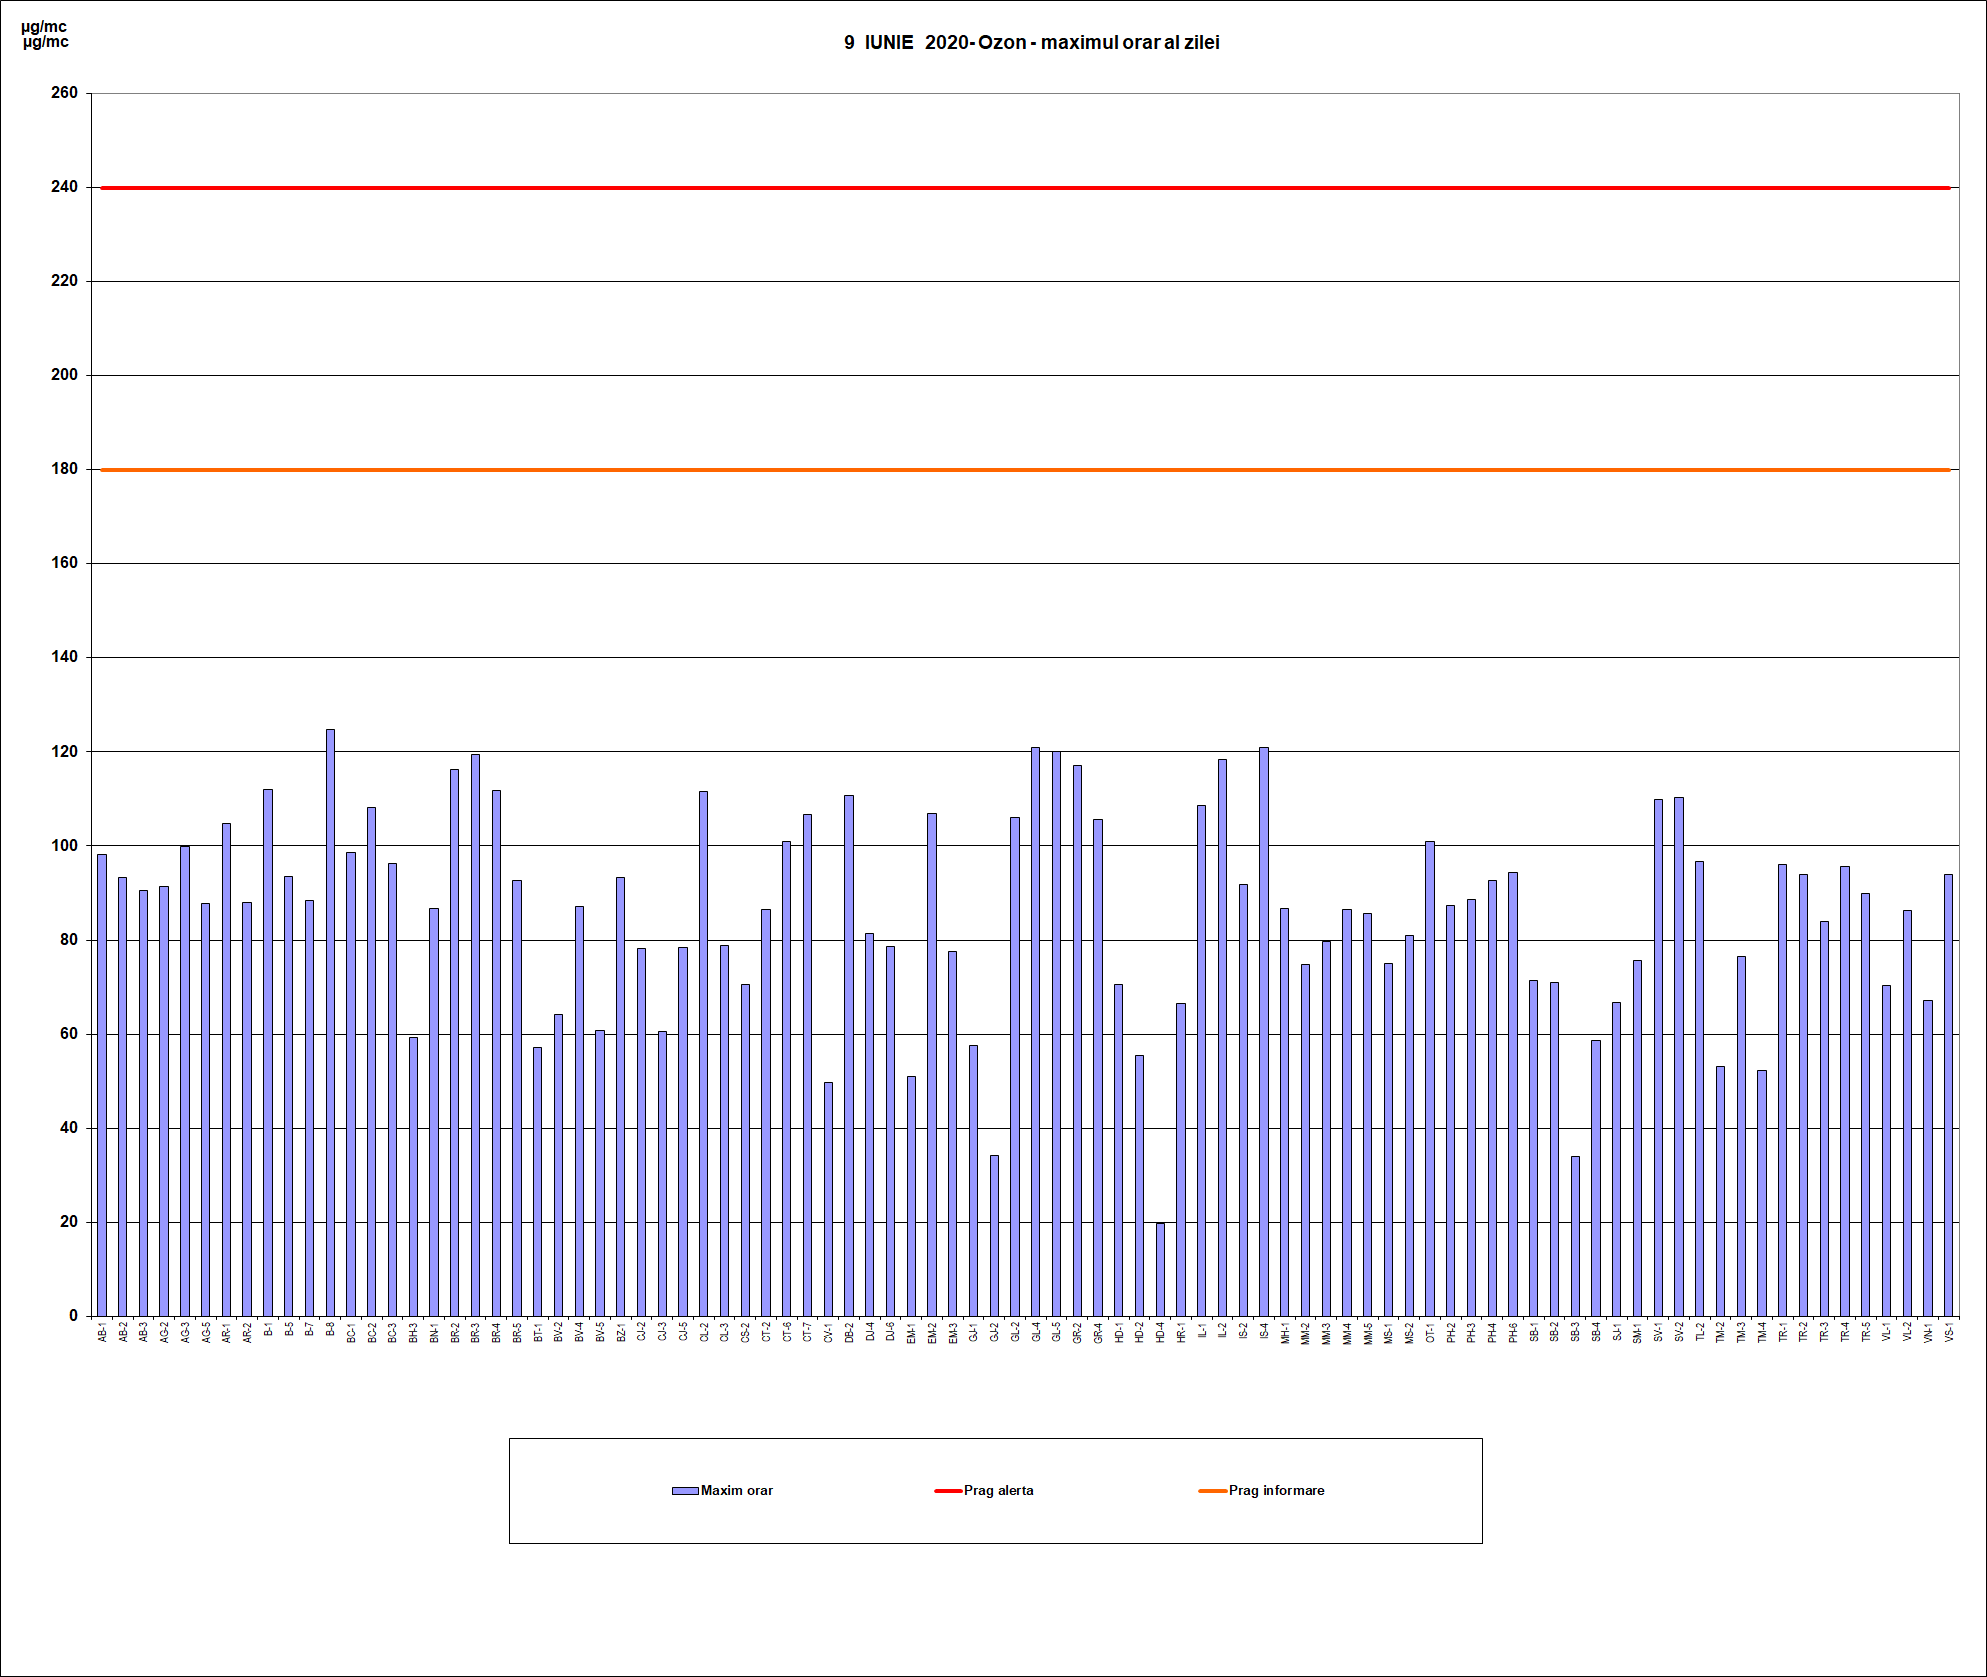 µg/mc
µg/mc
9 IUNIE 2020- Ozon - maximul orar al zilei
260
240
220
200
180
160
140
120
100
80
60
40
20
0
AB-1 AB-2 AB-3 AG-2 AG-3 AG-5 AR-1 AR-2 B-1 B-5 B-7 B-8 BC-1 BC-2 BC-3 BH-3 BN-1 BR-2 BR-3 BR-4 BR-5 BT-1 BV-2 BV-4 BV-5 BZ-1 CJ-2 CJ-3 CJ-5 CL-2 CL-3 CS-2 CT-2 CT-6 CT-7 CV-1 DB-2 DJ-4 DJ-6 EM-1 EM-2 EM-3 GJ-1 GJ-2 GL-2 GL-4 GL-5 GR-2 GR-4 HD-1 HD-2 HD-4 HR-1 IL-1 IL-2 IS-2 IS-4 MH-1 MM-2 MM-3 MM-4 MM-5 MS-1 MS-2 OT-1 PH-2 PH-3 PH-4 PH-6 SB-1 SB-2 SB-3 SB-4 SJ-1 SM-1 SV-1 SV-2 TL-2 TM-2 TM-3 TM-4 TR-1 TR-2 TR-3 TR-4 TR-5 VL-1 VL-2 VN-1 VS-1
Maxim orar Prag alerta Prag informare